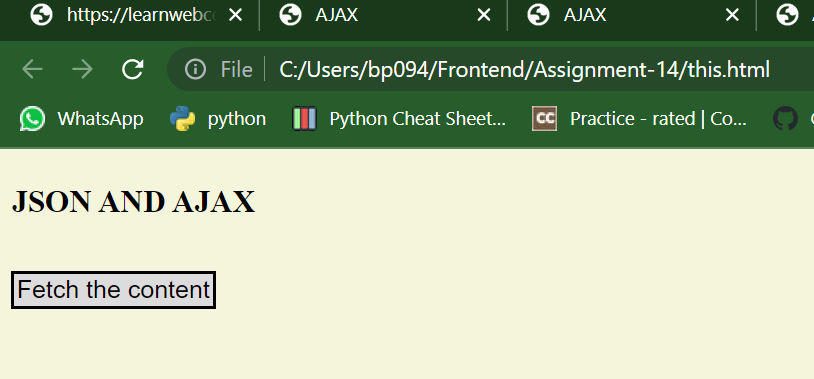 https://learnwebc
AJAX
AJAX
File C:/Users/bp094/Frontend/Assignment-14/this.html
WhatsApp python Python Cheat Sheet... Practice - rated | Co...
JSON AND AJAX
Fetch the content